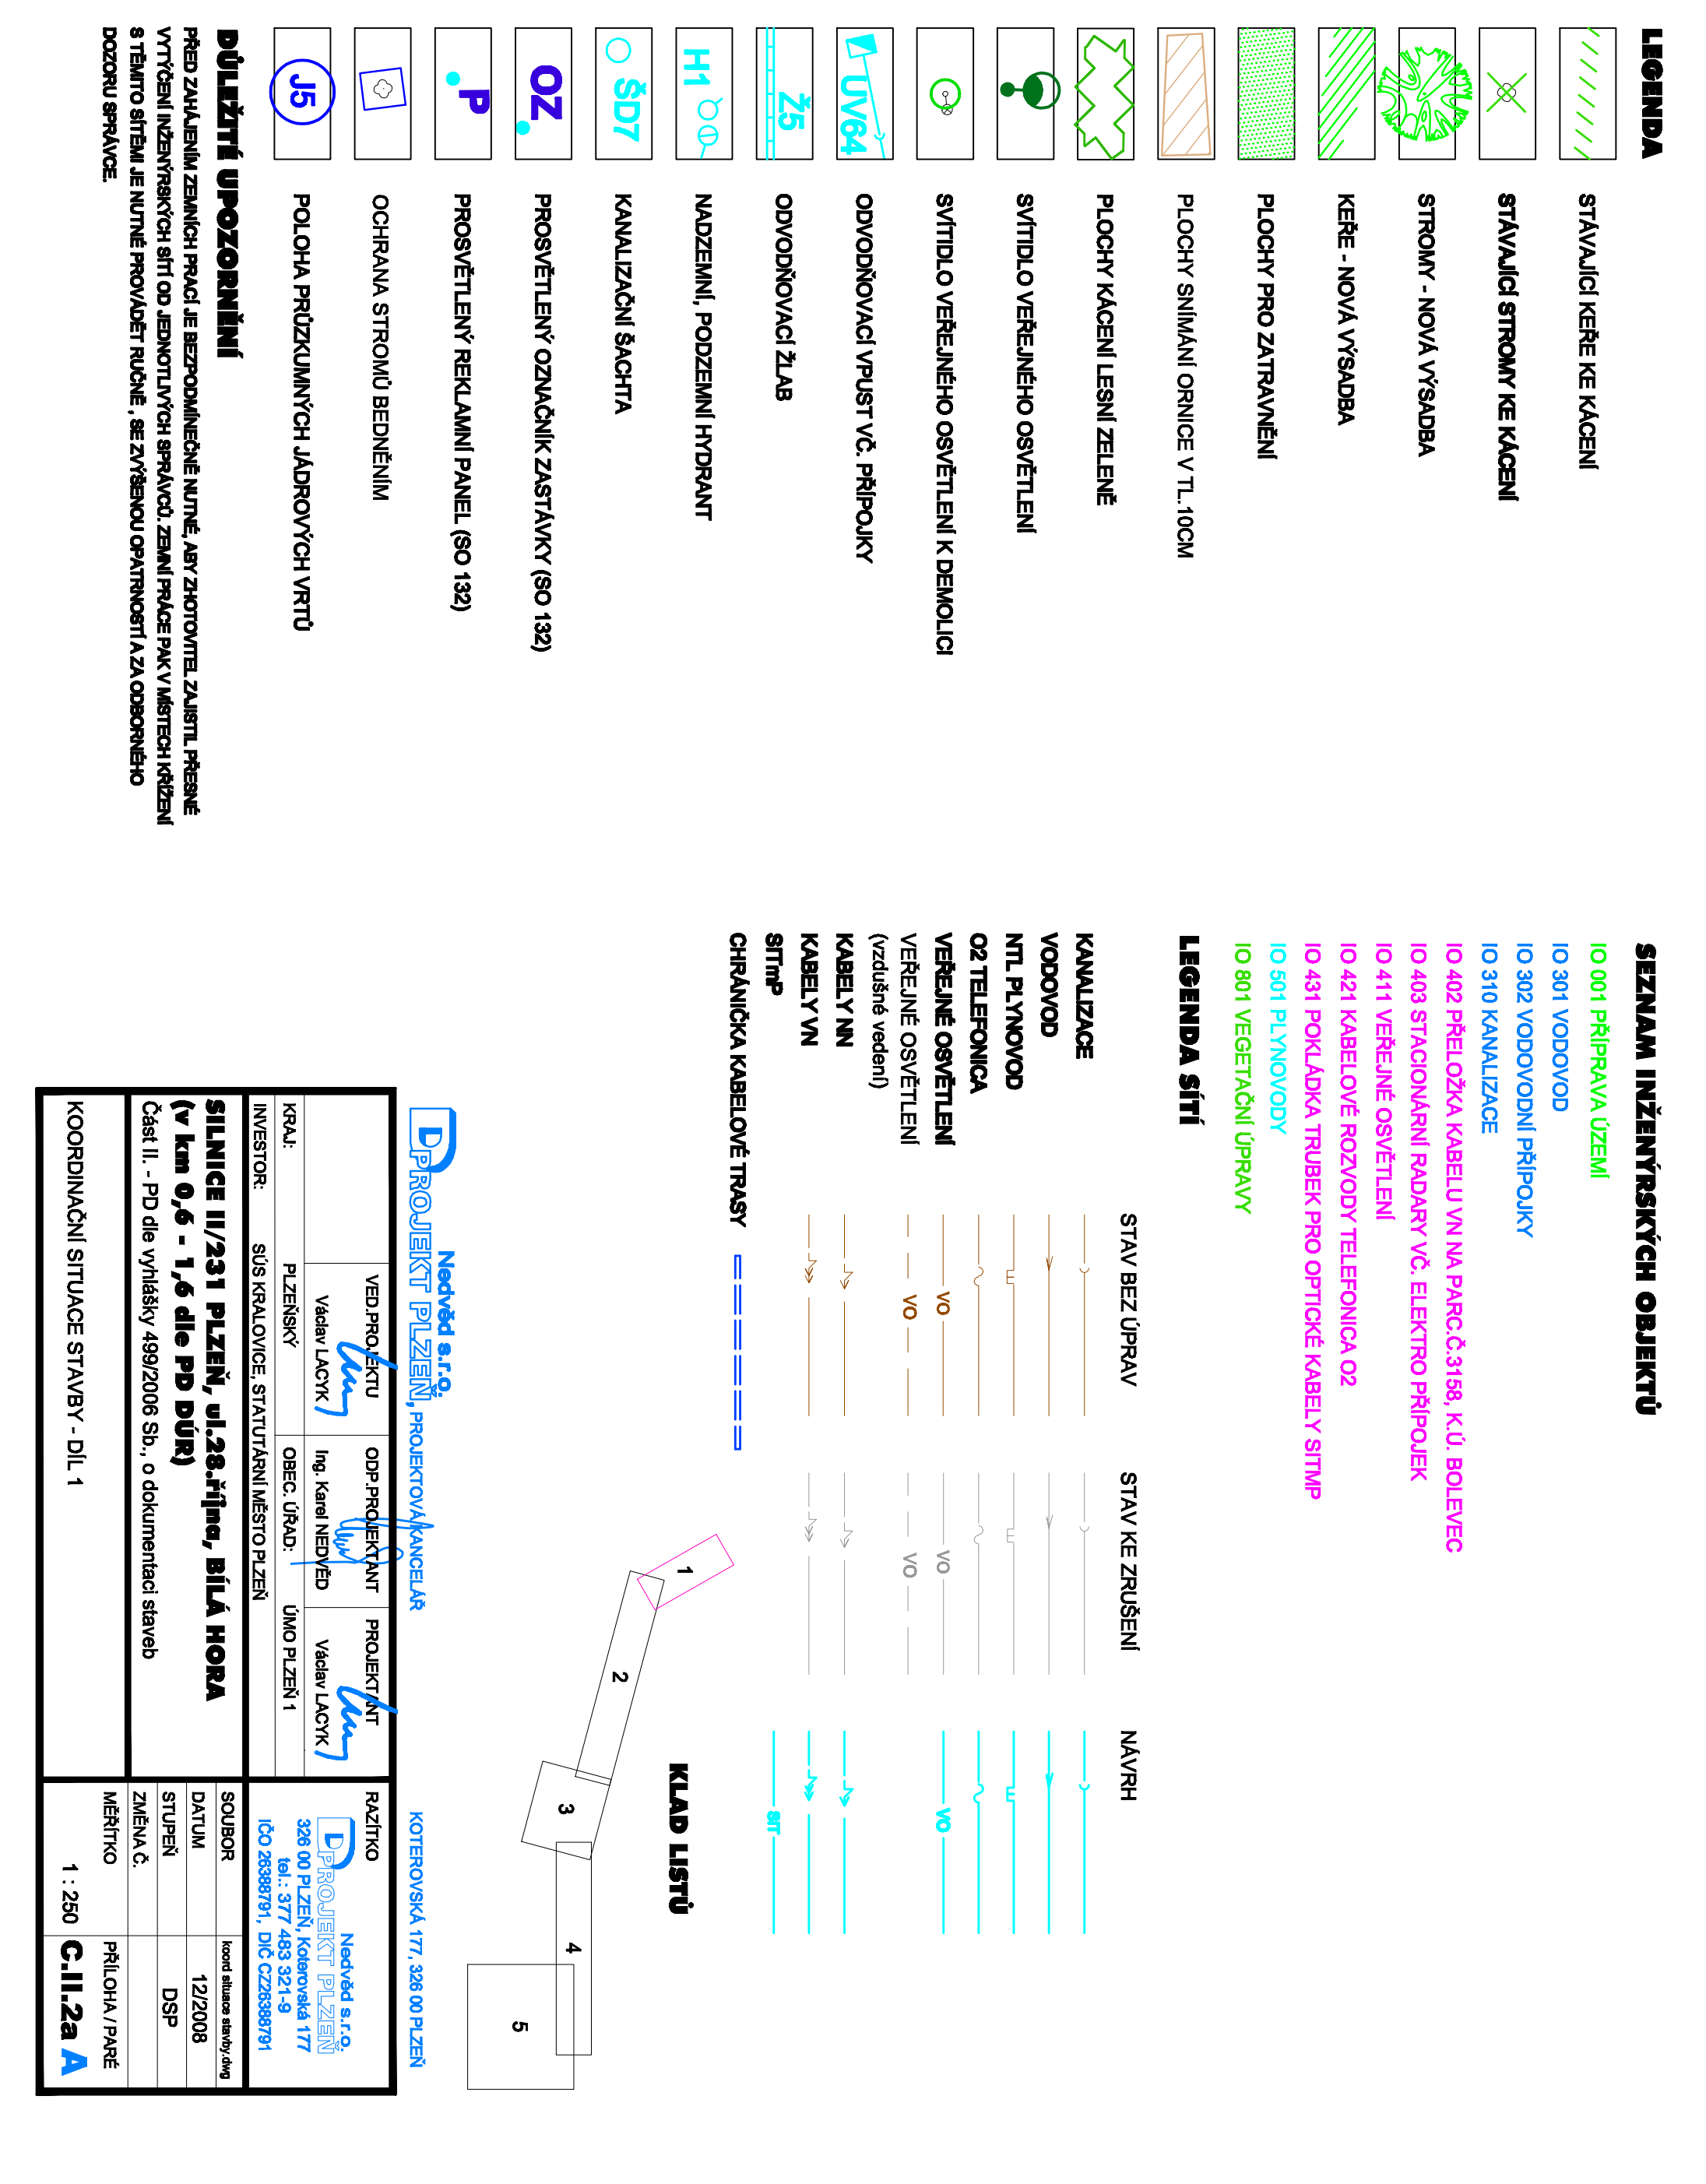 LEGENDA
STÁVAJÍCÍ KEŘE KE KÁCENÍ
STÁVAJÍCÍ STROMY KE KÁCENÍ
STROMY - NOVÁ VÝSADBA
KEŘE - NOVÁ VÝSADBA
PLOCHY PRO ZATRAVNĚNÍ
PLOCHY SNÍMÁNÍ ORNICE V TL.10CM
PLOCHY KÁCENÍ LESNÍ ZELENĚ
SVÍTIDLO VEŘEJNÉHO OSVĚTLENÍ
SVÍTIDLO VEŘEJNÉHO OSVĚTLENÍ K DEMOLICI
UV64 ODVODŇOVACÍ VPUST VČ. PŘÍPOJKY
Ž5 ODVODŇOVACÍ ŽLAB
H1 NADZEMNÍ, PODZEMNÍ HYDRANT
ŠD7 KANALIZAČNÍ ŠACHTA
OZ PROSVĚTLENÝ OZNAČNÍK ZASTÁVKY (SO 132)
P PROSVĚTLENÝ REKLAMNÍ PANEL (SO 132)
OCHRANA STROMŮ BEDNĚNÍM
J5 POLOHA PRŮZKUMNÝCH JÁDROVÝCH VRTŮ
DŮLEŽITÉ UPOZORNĚNÍ
PŘED ZAHÁJENÍM ZEMNÍCH PRACÍ JE BEZPODMÍNEČNĚ NUTNÉ, ABY ZHOTOVITEL ZAJISTIL PŘESNÉ
VYTÝČENÍ INŽENÝRSKÝCH SÍTÍ OD JEDNOTLIVÝCH SPRÁVCŮ. ZEMNÍ PRÁCE PAK V MÍSTECH KŘÍŽENÍ
S TĚMITO SÍTĚMI JE NUTNÉ PROVÁDĚT RUČNĚ , SE ZVÝŠENOU OPATRNOSTÍ A ZA ODBORNÉHO
DOZORU SPRÁVCE.
SEZNAM INŽENÝRSKÝCH OBJEKTŮ
IO 001 PŘÍPRAVA ÚZEMÍ
IO 301 VODOVOD
IO 302 VODOVODNÍ PŘÍPOJKY
IO 310 KANALIZACE
IO 402 PŘELOŽKA KABELU VN NA PARC.Č.3158, K.Ú. BOLEVEC
IO 403 STACIONÁRNÍ RADARY VČ. ELEKTRO PŘÍPOJEK
IO 411 VEŘEJNÉ OSVĚTLENÍ
IO 421 KABELOVÉ ROZVODY TELEFONICA O2
IO 431 POKLÁDKA TRUBEK PRO OPTICKÉ KABELY SITMP
IO 501 PLYNOVODY
IO 801 VEGETAČNÍ ÚPRAVY
LEGENDA SÍTÍ
STAV BEZ ÚPRAV STAV KE ZRUŠENÍ NÁVRH
KANALIZACE
VODOVOD
NTL PLYNOVOD
O2 TELEFONICA
VEŘEJNÉ OSVĚTLENÍ VO VO VO
VEŘEJNÉ OSVĚTLENÍ VO VO
(vzdušné vedení)
KABELY NN
KABELY VN
SITmP SIT
CHRÁNIČKA KABELOVÉ TRASY
KLAD LISTŮ
1
2
3
4
5
Nedvěd s.r.o.
D PROJEKT PLZEŇ, PROJEKTOVÁ KANCELÁŘ KOTEROVSKÁ 177, 326 00 PLZEŇ
VED.PROJEKTU ODP.PROJEKTANT PROJEKTANT RAZÍTKO
Václav LACYK Ing. Karel NEDVĚD Václav LACYK
KRAJ: PLZEŇSKÝ OBEC. ÚŘAD: ÚMO PLZEŇ 1
INVESTOR: SÚS KRALOVICE, STATUTÁRNÍ MĚSTO PLZEŇ
Nedvěd s.r.o.
D PROJEKT PLZEŇ
326 00 PLZEŇ, Koterovská 177
tel.: 377 483 321-9
IČO 26388791, DIČ CZ26388791
SILNICE II/231 PLZEŇ, ul.28.října, BÍLÁ HORA
(v km 0,6 - 1,6 dle PD DÚR)
Část II. - PD dle vyhlášky 499/2006 Sb., o dokumentaci staveb
SOUBOR koord situace stavby.dwg
DATUM 12/2008
STUPEŇ DSP
ZMĚNA Č.
KOORDINAČNÍ SITUACE STAVBY - DÍL 1
MĚŘÍTKO PŘÍLOHA / PARÉ
1 : 250 C.II.2a A